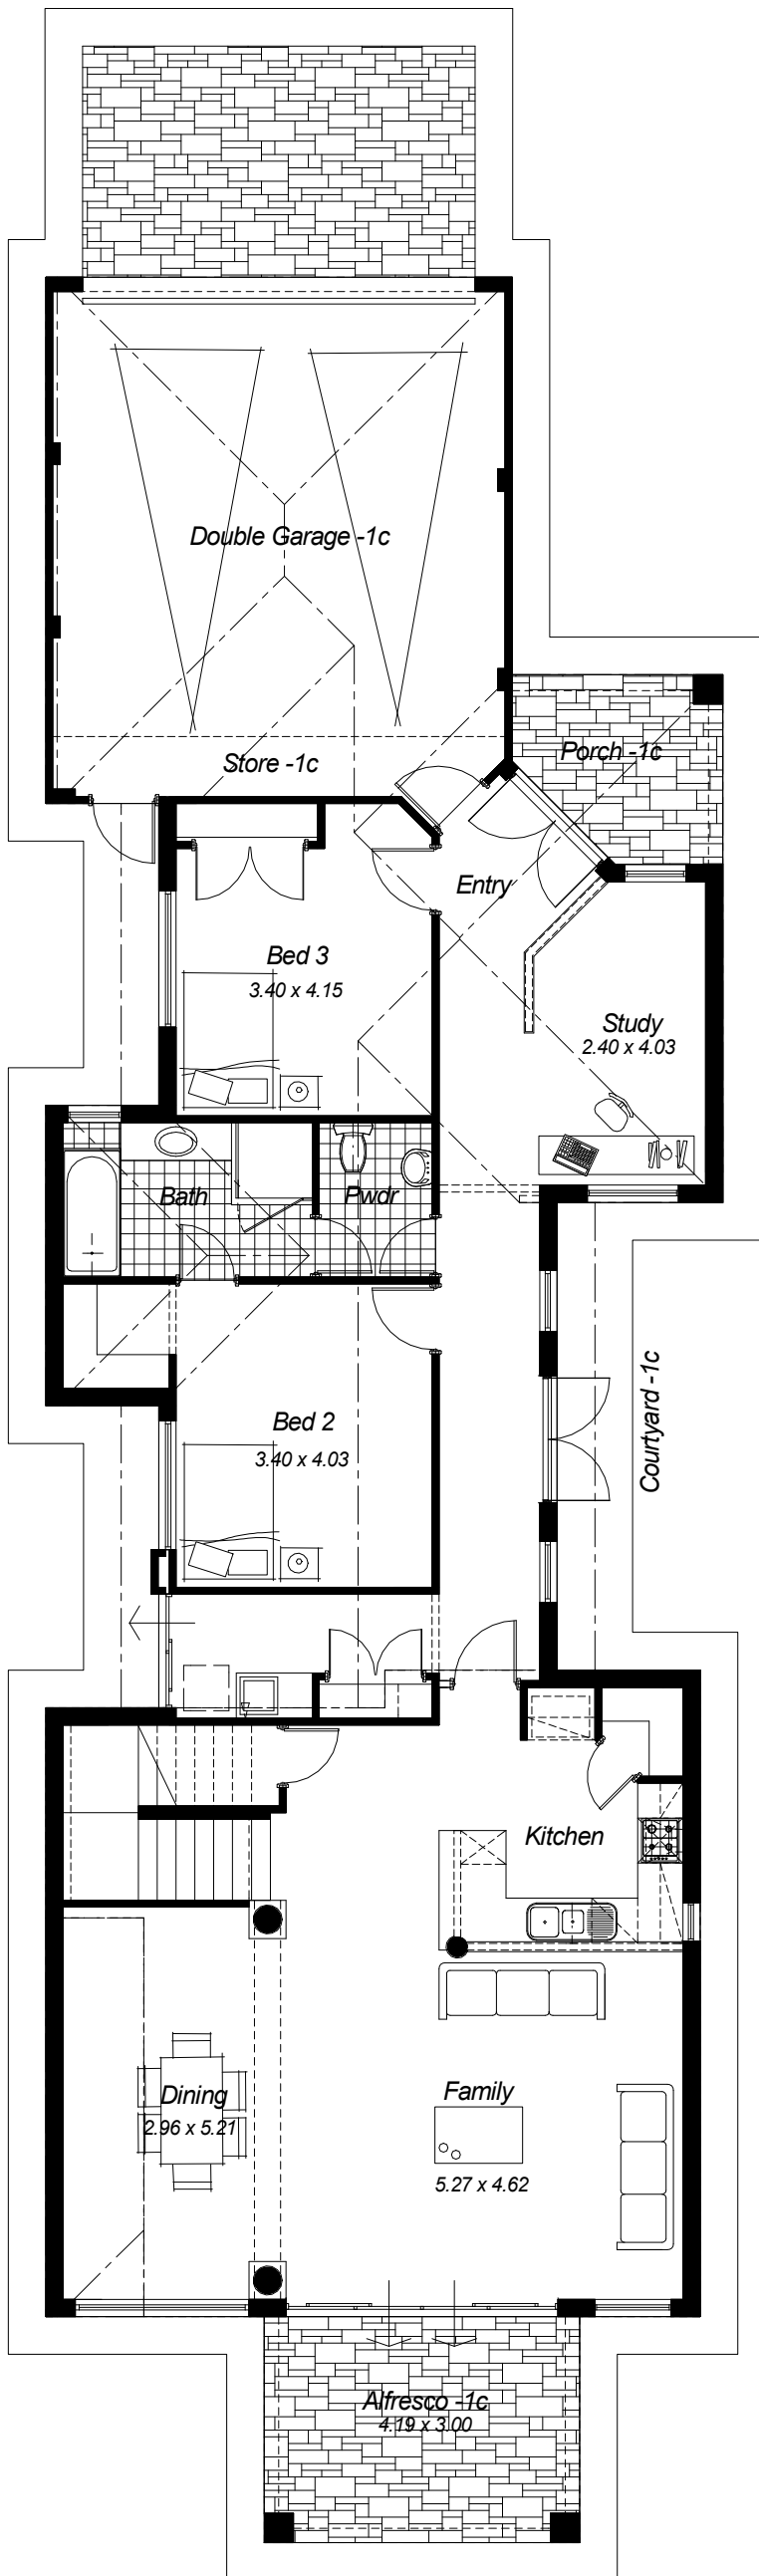 Double Garage -1c
Store -1c
Porch -1c
Entry
Bed 3
3.40 x 4.15
Study
2.40 x 4.03
Bath
Pwdr
Courtyard -1c
Bed 2
3.40 x 4.03
Kitchen
Dining
2.96 x 5.21
Family
5.27 x 4.62
Alfresco -1c
4.19 x 3.00